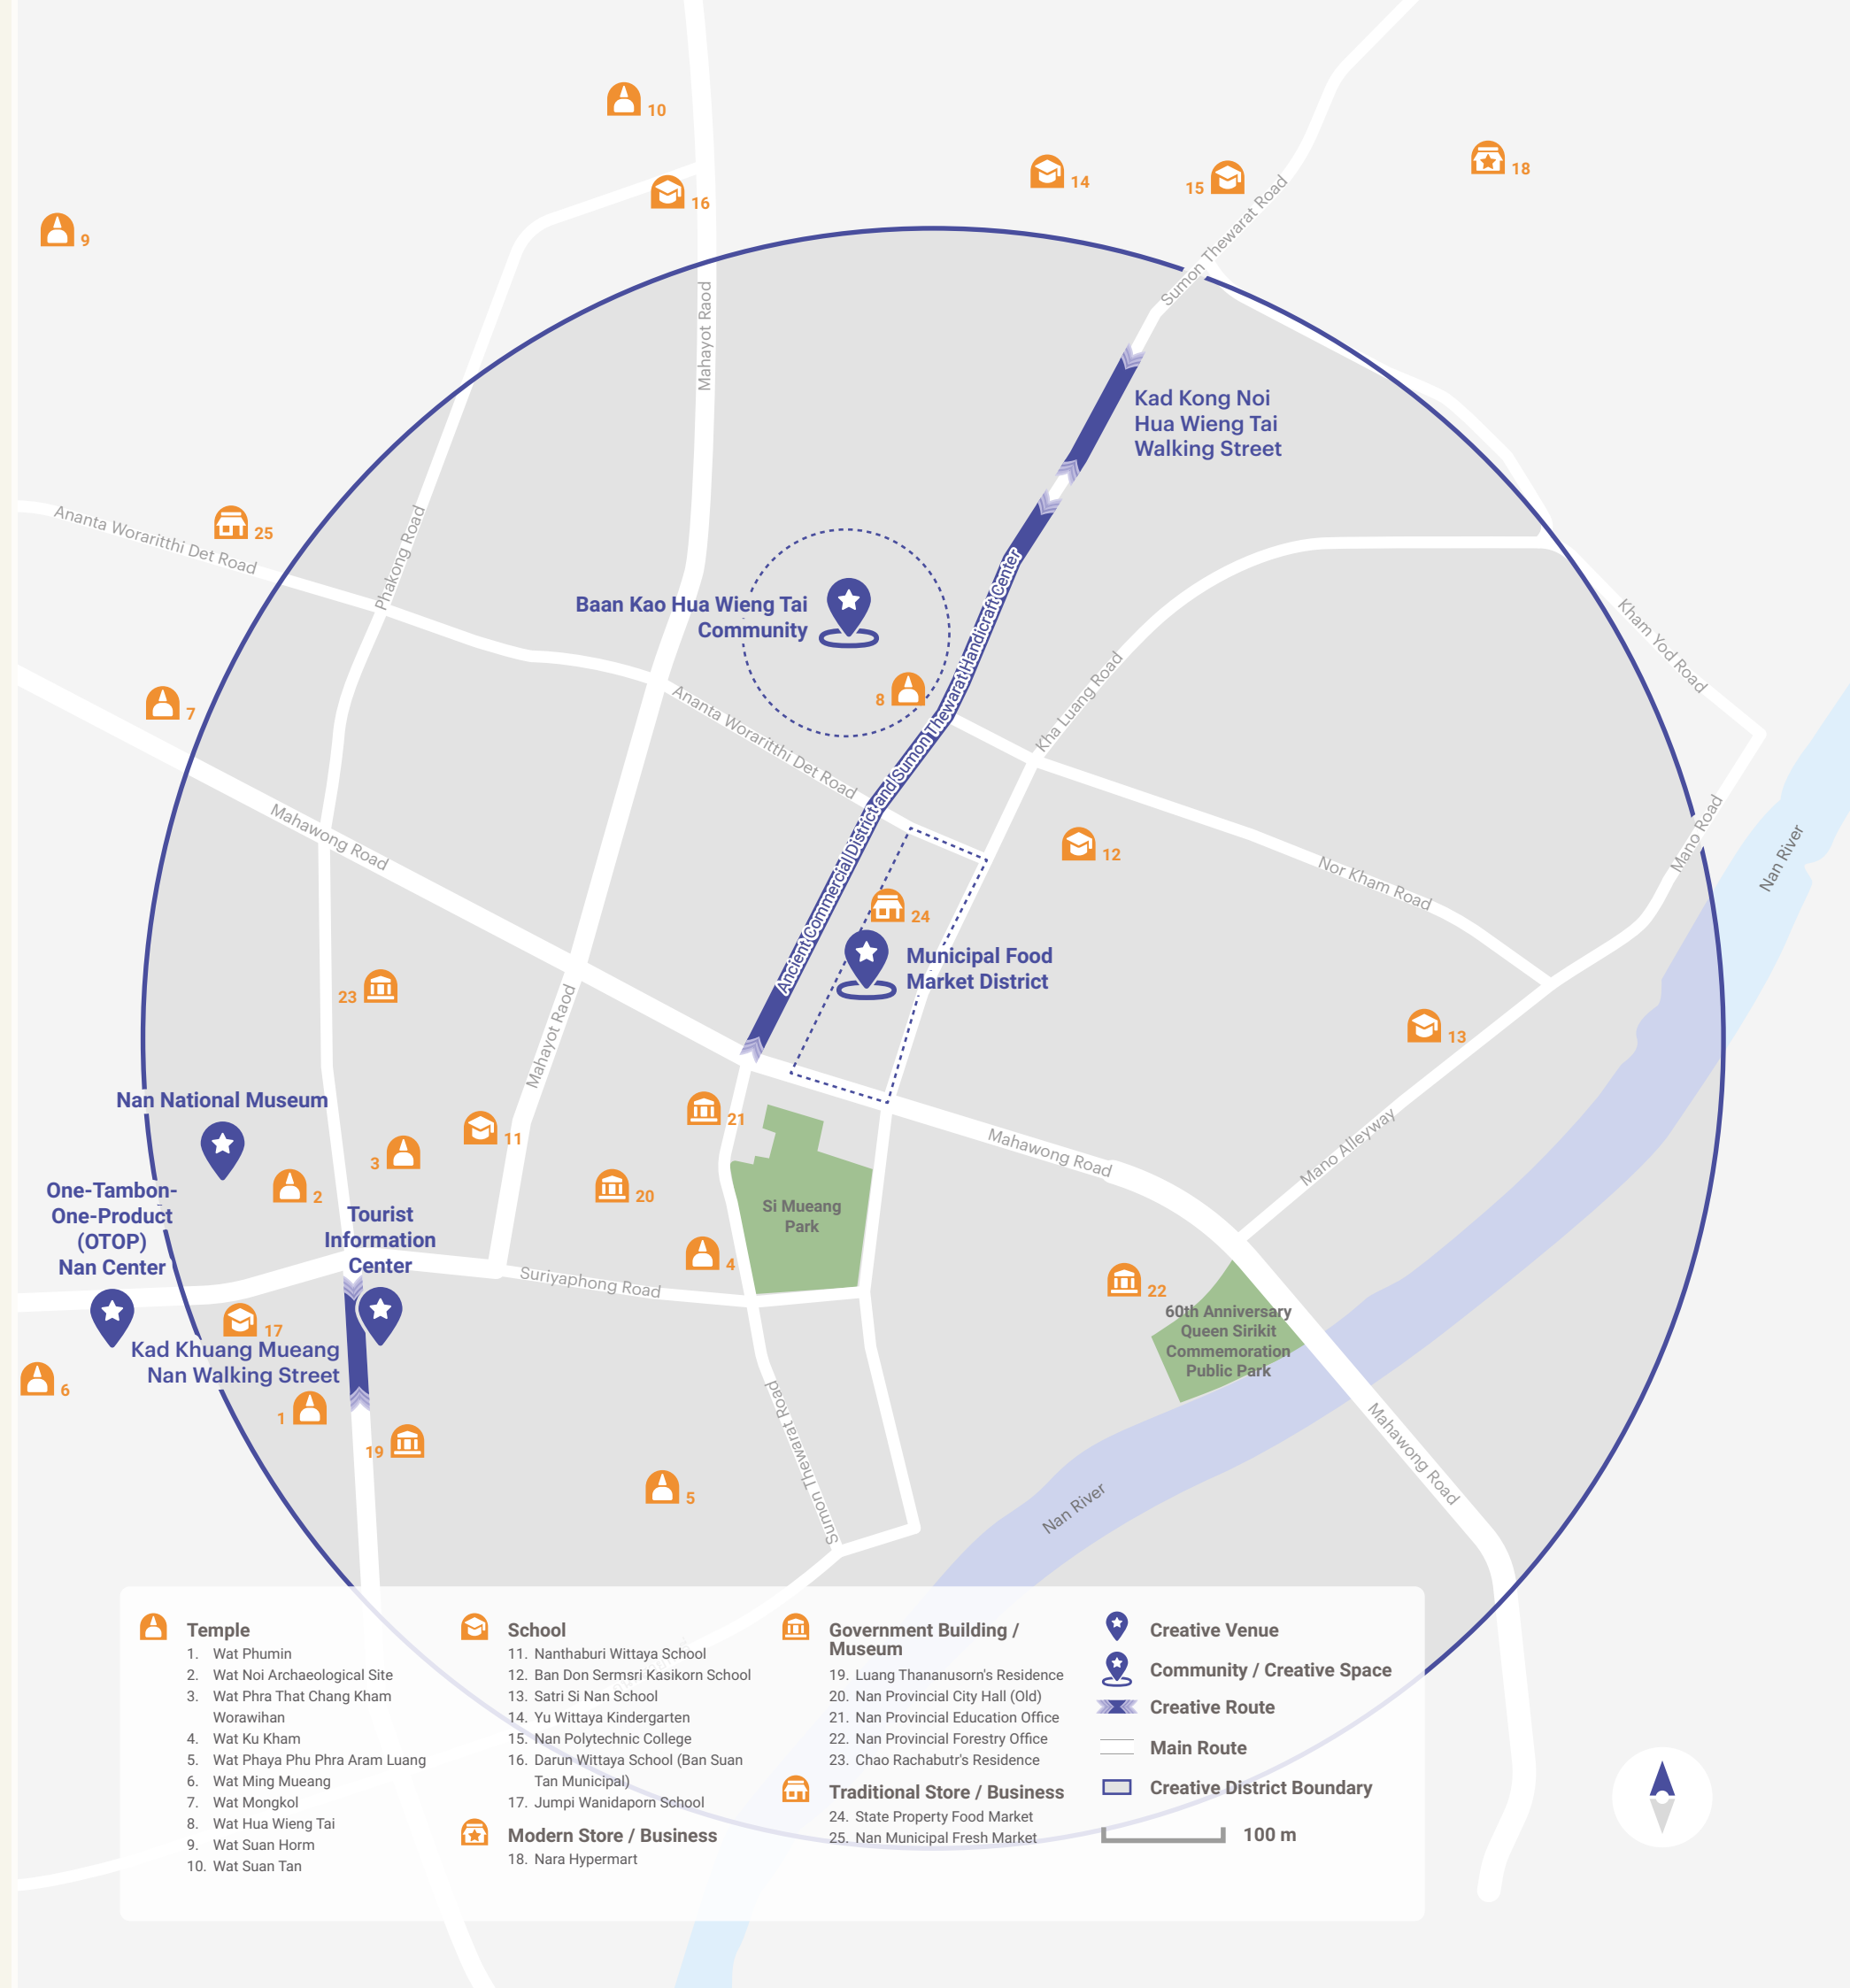 10
14
15
18
16
9
Sumon Thewarat Road
Mahayot Raod
Kad Kong Noi
Hua Wieng Tai
Walking Street
25
Ananta Woraritthi Det Road
Phakong Road
Baan Kao Hua Wieng Tai
Community
Kham Yod Road
8
7
Kha Luang Road
Ananta Woraritthi Det Road
Ancient Commercial District and Sumon Thewarat Handicraft Center
Mahawong Road
Mano Road
Nan River
12
Nor Kham Road
24
Municipal Food
Market District
23
13
Mahayot Raod
Nan National Museum
21
11
3
Mahawong Road
Mano Alleyway
2
20
One-Tambon-
One-Product
(OTOP)
Nan Center
Tourist
Information
Center
Si Mueang
Park
4
Suriyaphong Road
22
60th Anniversary
Queen Sirikit
Commemoration
Public Park
17
Kad Khuang Mueang
Nan Walking Street
6
1
19
Sumon Thewarat Road
Mahawong Road
5
Nan River
Temple
1. Wat Phumin
2. Wat Noi Archaeological Site
3. Wat Phra That Chang Kham
Worawihan
4. Wat Ku Kham
5. Wat Phaya Phu Phra Aram Luang
6. Wat Ming Mueang
7. Wat Mongkol
8. Wat Hua Wieng Tai
9. Wat Suan Horm
10. Wat Suan Tan
School
11. Nanthaburi Wittaya School
12. Ban Don Sermsri Kasikorn School
13. Satri Si Nan School
14. Yu Wittaya Kindergarten
15. Nan Polytechnic College
16. Darun Wittaya School (Ban Suan
Tan Municipal)
17. Jumpi Wanidaporn School
Modern Store / Business
18. Nara Hypermart
Government Building /
Museum
19. Luang Thananusorn's Residence
20. Nan Provincial City Hall (Old)
21. Nan Provincial Education Office
22. Nan Provincial Forestry Office
23. Chao Rachabutr's Residence
Traditional Store / Business
24. State Property Food Market
25. Nan Municipal Fresh Market
Creative Venue
Community / Creative Space
Creative Route
Main Route
Creative District Boundary
100 m